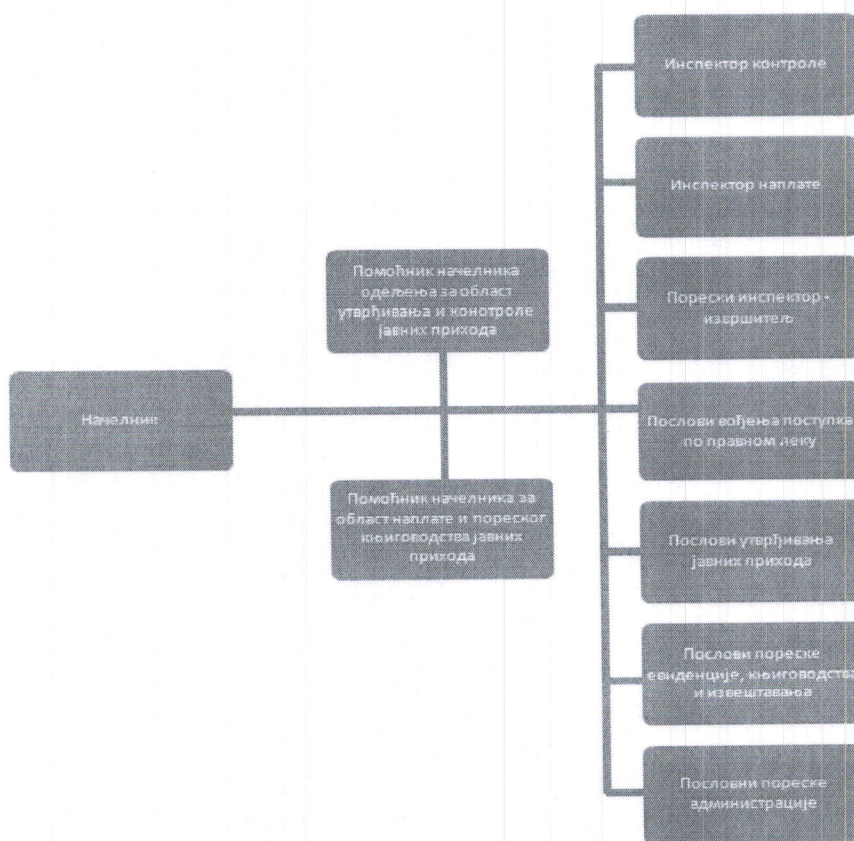 Начелник
Помоћник начелника
одељења за област
утврђивања и конотроле
јавних прихода
Помоћник начелника за
област наплате и пореског
књиговодства јавних
прихода
Инспектор контроле
Инспектор наплате
Порески инспектор -
извршитељ
Послови вођења поступка
по правном леку
Послови утврђивања
јавних прихода
Послови пореске
евиденције, књиговодства
и извештавања
Пословни пореске
администрације